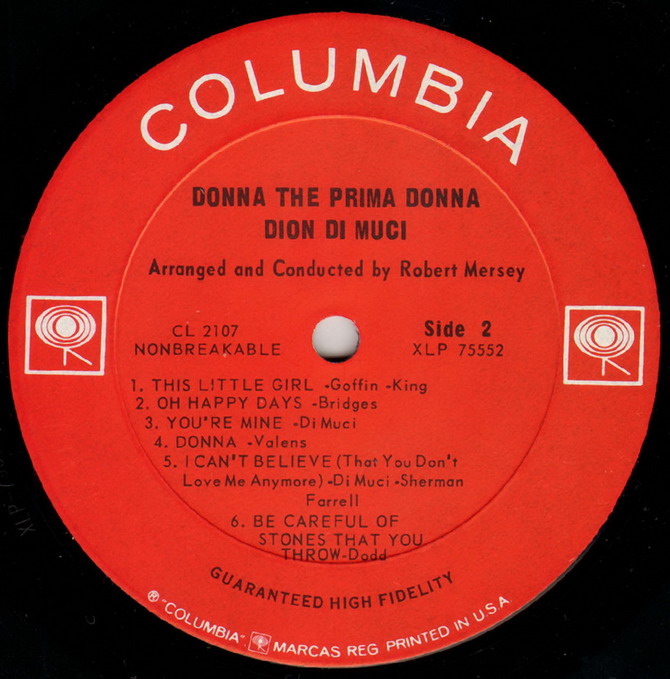 COLUMBIA
DONNA THE PRIMA DONNA
DION DI MUCI
Arranged and Conducted by Robert Mersey
CL 2107
NONBREAKABLE
Side 2
XLP 75552
1. THIS LITTLE GIRL -Goffin -King
2. OH HAPPY DAYS -Bridges
3. YOU'RE MINE -Di Muci
4. DONNA -Valens
5. I CAN'T BELIEVE (That You Don't
Love Me Anymore) -Di Muci -Sherman
Farrell
6. BE CAREFUL OF
STONES THAT YOU
THROW-Dodd
GUARANTEED HIGH FIDELITY
® "COLUMBIA" MARCAS REG PRINTED IN U.S.A